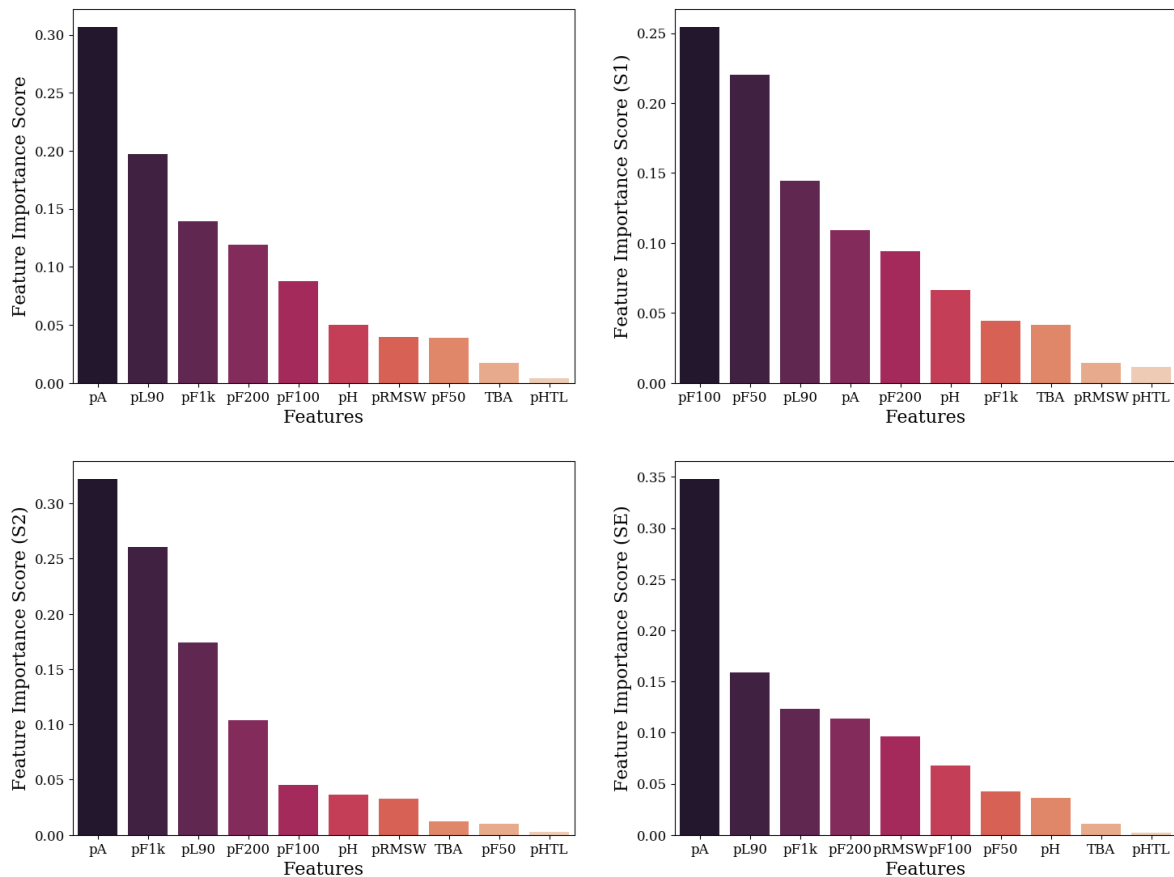 Feature Importance Score
0.30
0.25
0.20
0.15
0.10
0.05
0.00
pA pL90 pF1k pF200 pF100 pH pRMSW pF50 TBA pHTL
Features
Feature Importance Score (S1)
0.25
0.20
0.15
0.10
0.05
0.00
pF100 pF50 pL90 pA pF200 pH pF1k TBA pRMSW pHTL
Features
Feature Importance Score (S2)
0.30
0.25
0.20
0.15
0.10
0.05
0.00
pA pF1k pL90 pF200 pF100 pH pRMSW TBA pF50 pHTL
Features
Feature Importance Score (SE)
0.35
0.30
0.25
0.20
0.15
0.10
0.05
0.00
pA pL90 pF1k pF200 pRMSW pF100 pF50 pH TBA pHTL
Features